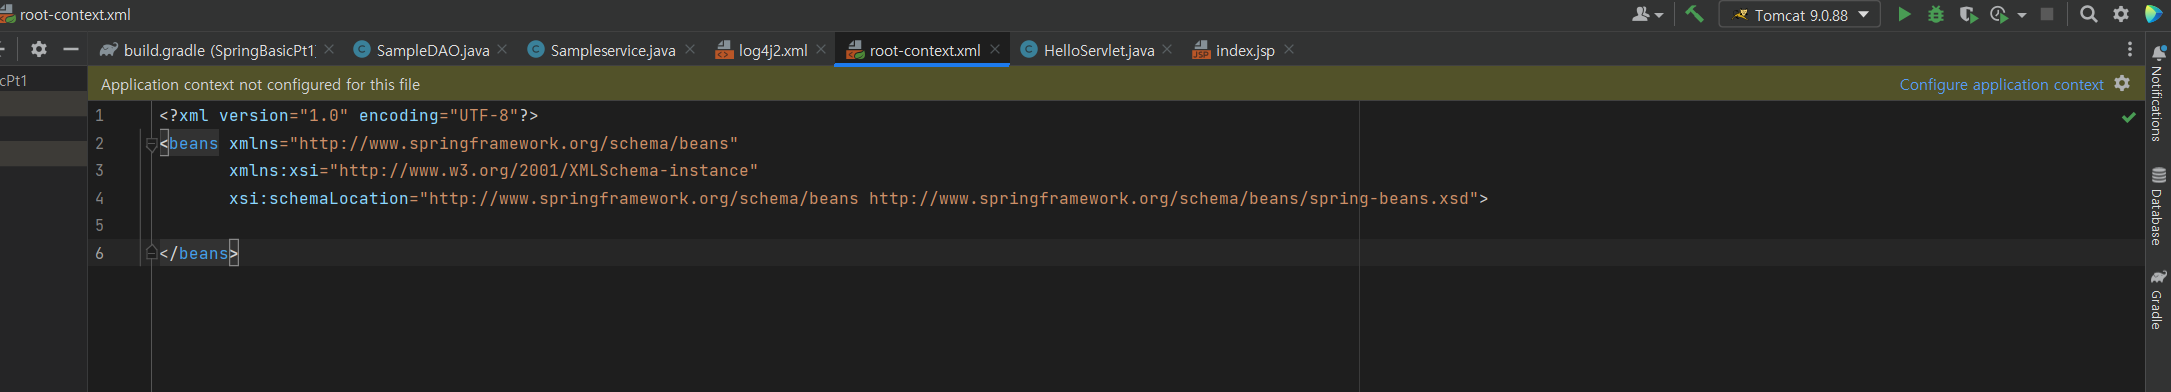 root-context.xml
Tomcat 9.0.88
build.gradle (SpringBasicPt1) SampleDAO.java Sampleservice.java log4j2.xml root-context.xml HelloServlet.java index.jsp
cPt1
Application context not configured for this file Configure application context
1 <?xml version="1.0" encoding="UTF-8"?>
2 <beans xmlns="http://www.springframework.org/schema/beans"
3 xmlns:xsi="http://www.w3.org/2001/XMLSchema-instance"
4 xsi:schemaLocation="http://www.springframework.org/schema/beans http://www.springframework.org/schema/beans/spring-beans.xsd">
5
6 </beans>
Notifications
Database
Gradle